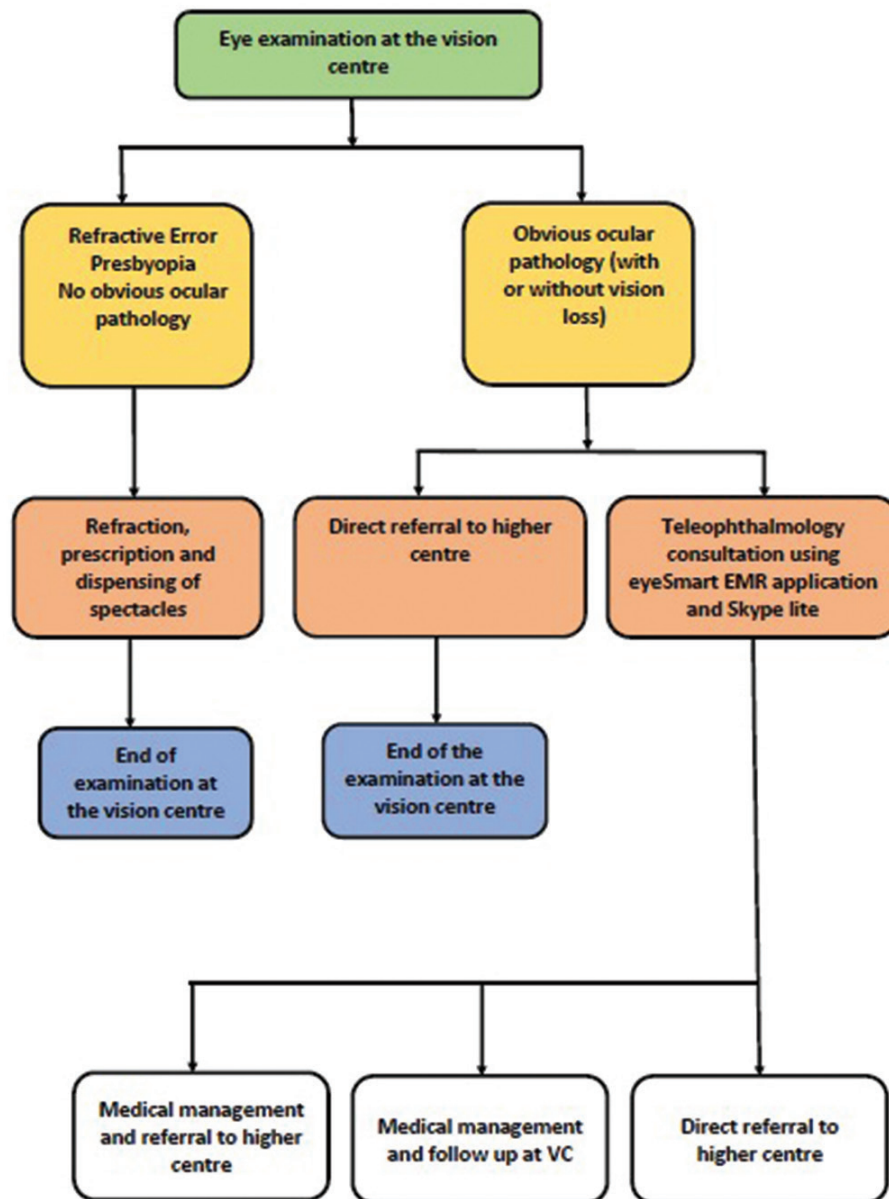 Eye examination at the vision
centre
Refractive Error
Presbyopia
No obvious ocular
pathology
Obvious ocular
pathology (with
or without vision
loss)
Refraction,
prescription and
dispensing of
spectacles
Direct referral to higher
centre
Teleophthalmology
consultation using
eyeSmart EMR application
and Skype lite
End of
examination at
the vision centre
End of the
examination at the
vision centre
Medical management
and referral to higher
centre
Medical management
and follow up at VC
Direct referral to
higher centre